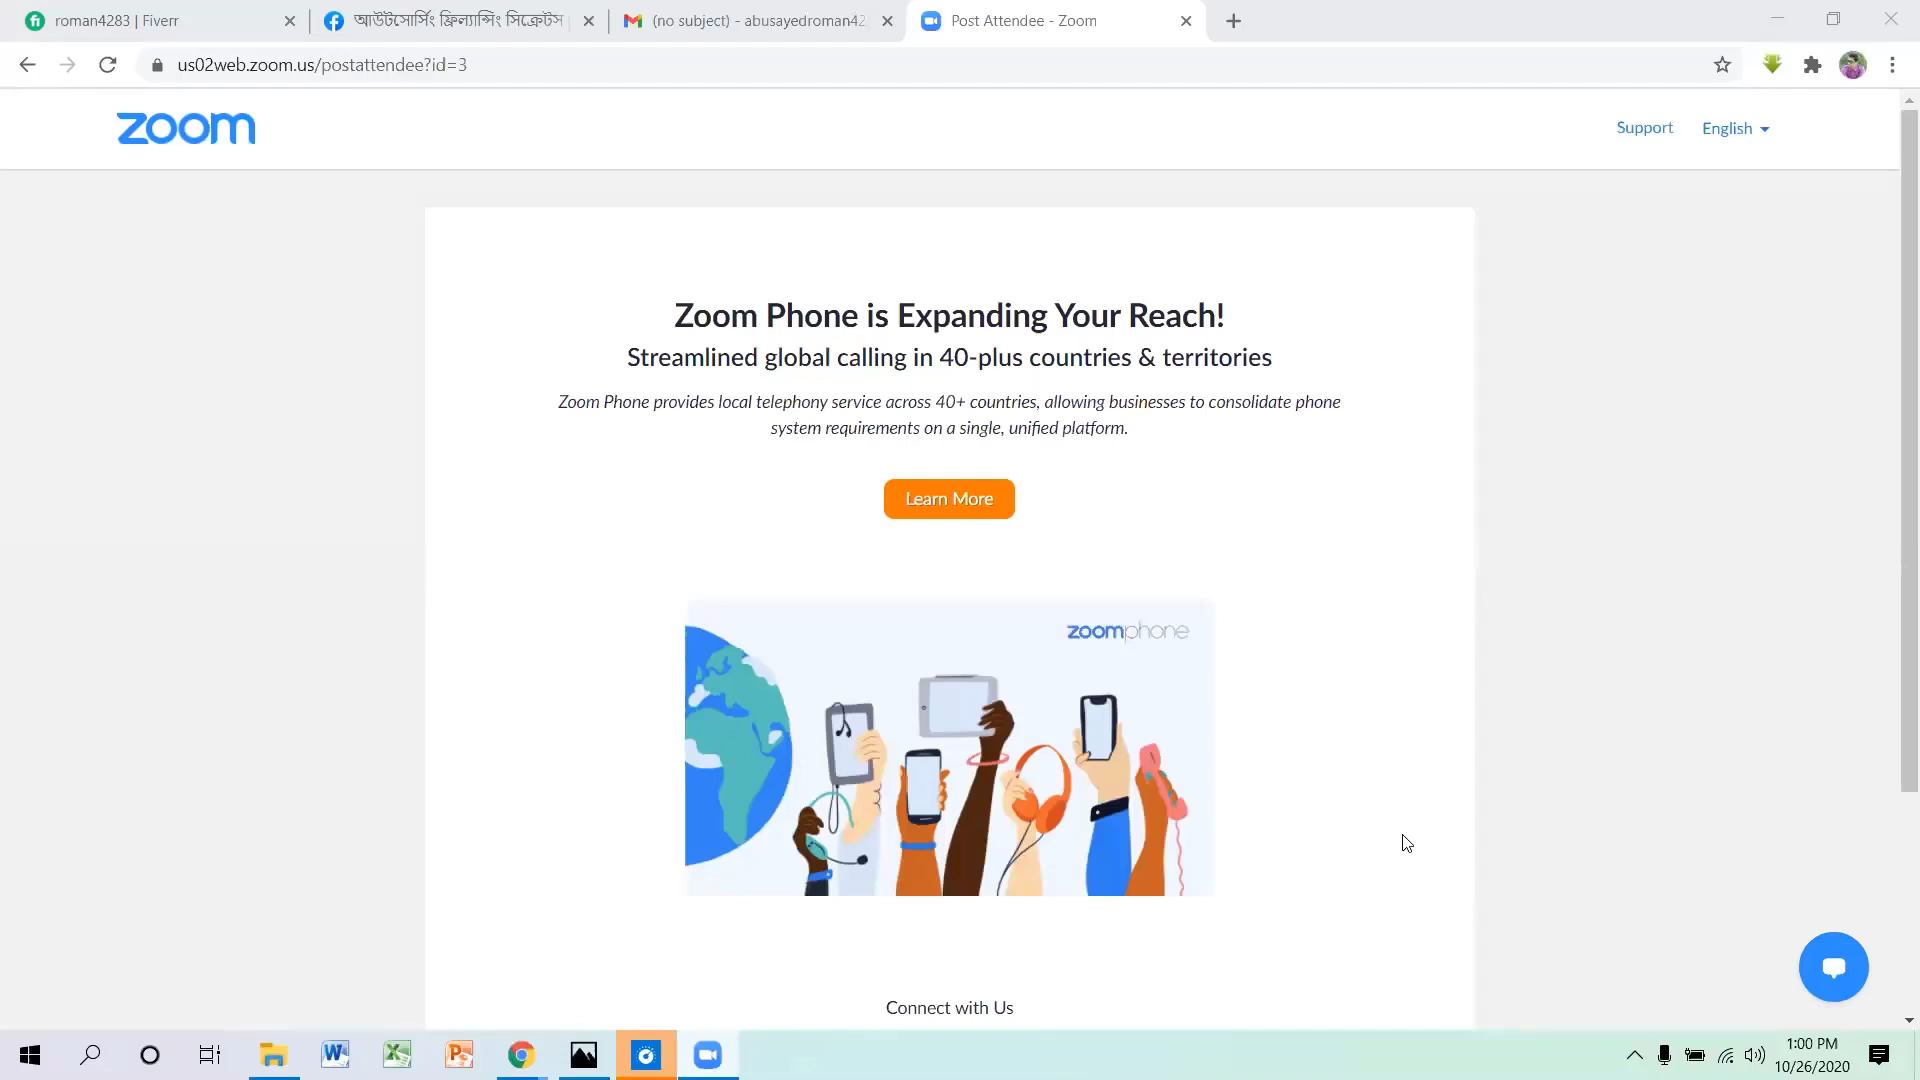 roman4283 | Fiverr
আউটসোর্সিং ফ্রিল্যান্সিং সিক্রেটস
(no subject) - abusayedroman42
Post Attendee - Zoom
us02web.zoom.us/postattendee?id=3
zoom
Support
English
Zoom Phone is Expanding Your Reach!
Streamlined global calling in 40-plus countries & territories
Zoom Phone provides local telephony service across 40+ countries, allowing businesses to consolidate phone
system requirements on a single, unified platform.
Learn More
zoomphone
Connect with Us
1:00 PM
10/26/2020